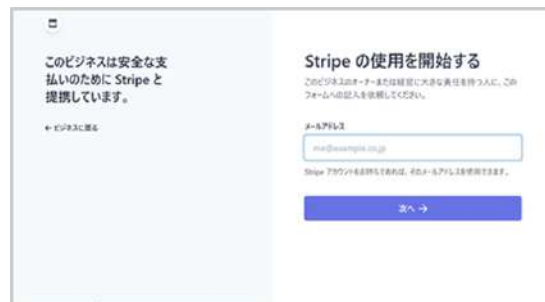 このビジネスは安全な支
払いのために Stripe と
提携しています。
← ビジネスに戻る
Stripe の使用を開始する
このビジネスのオーナーまたは経営に大きな責任を持つ人に、この
フォームへの記入を依頼してください。
メールアドレス
me@example.co.jp
Stripe アカウントをお持ちであれば、そのメールアドレスを使用できます。
次へ →